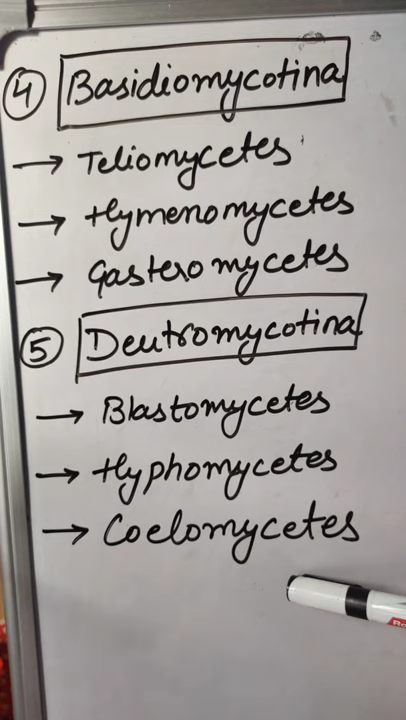 ④ Basidiomycotina
→ Teliomycetes
→ Hymenomycetes
→ Gasteromycetes
⑤ Deutromycotina
→ Blastomycetes
→ Hyphomycetes
→ Coelomycetes